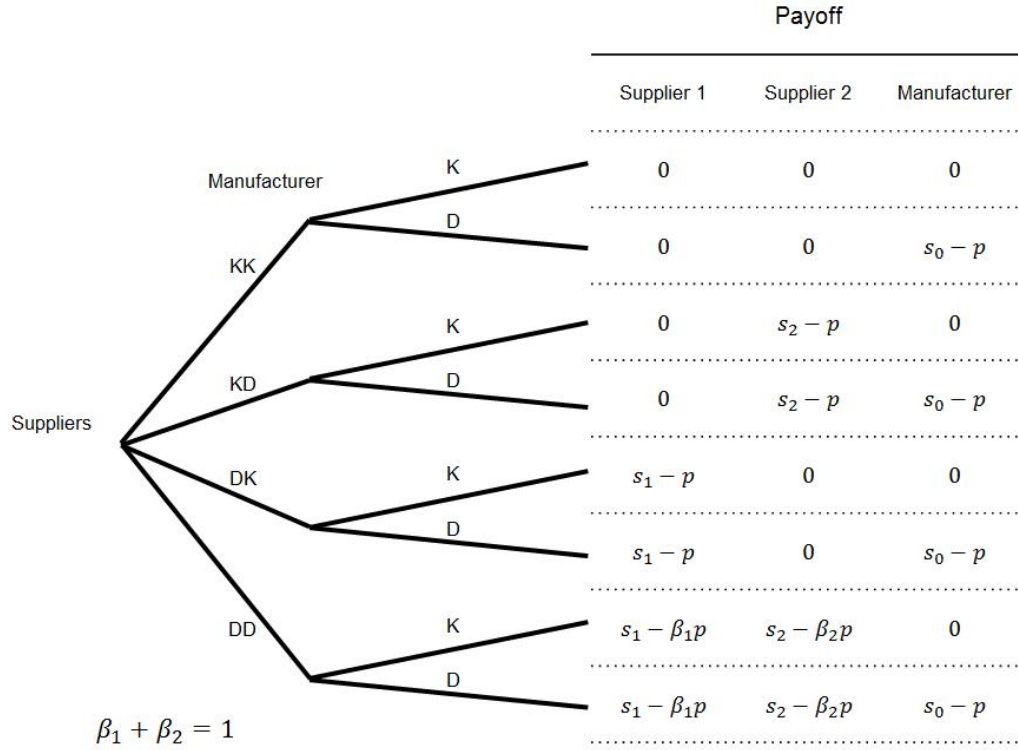 Payoff
Supplier 1 Supplier 2 Manufacturer
K 0 0 0
Manufacturer
D 0 0 s₀ − p
KK
K 0 s₂ − p 0
KD D 0 s₂ − p s₀ − p
Suppliers
DK K s₁ − p 0 0
D s₁ − p 0 s₀ − p
DD K s₁ − β₁p s₂ − β₂p 0
D s₁ − β₁p s₂ − β₂p s₀ − p
β₁ + β₂ = 1